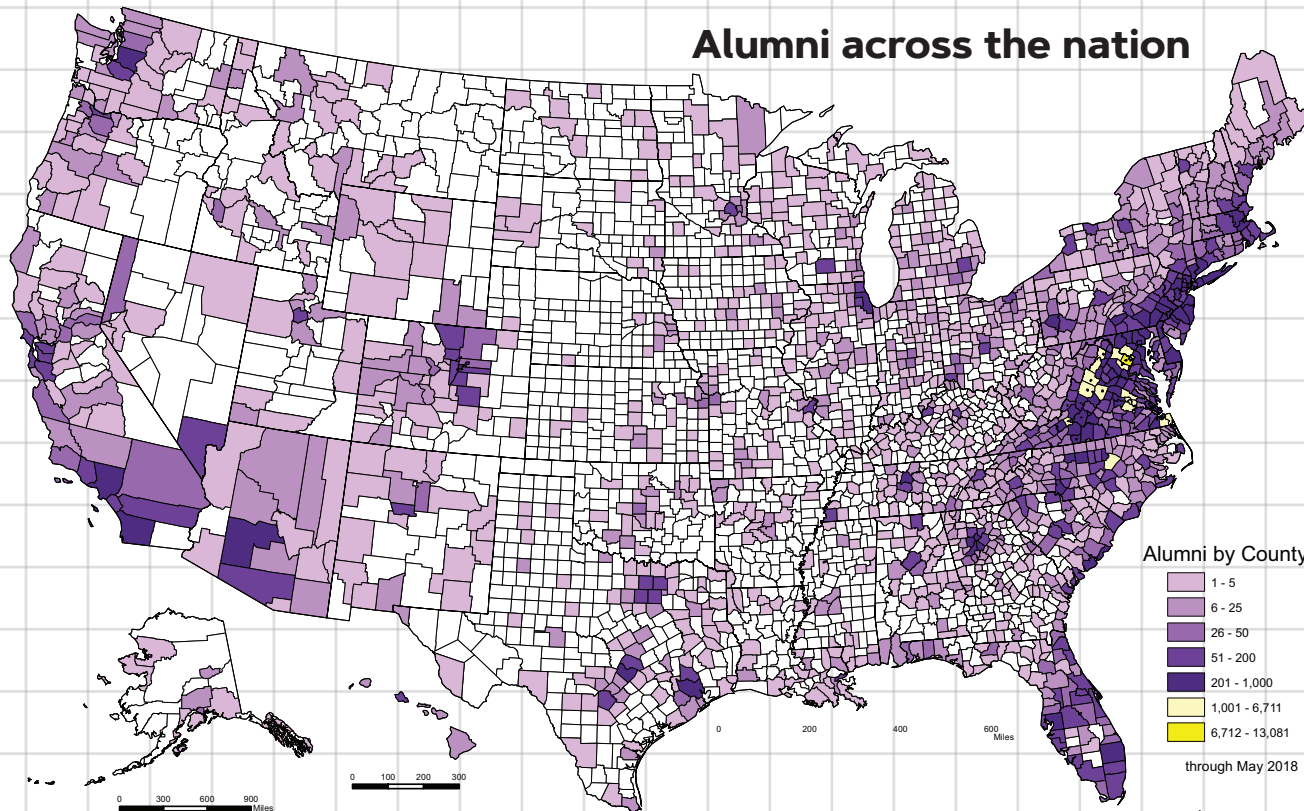 Alumni across the nation
Alumni by County
1 - 5
6 - 25
26 - 50
51 - 200
201 - 1,000
1,001 - 6,711
6,712 - 13,081
through May 2018
0 200 400 600
Miles
0 100 200 300
0 300 600 900
Miles